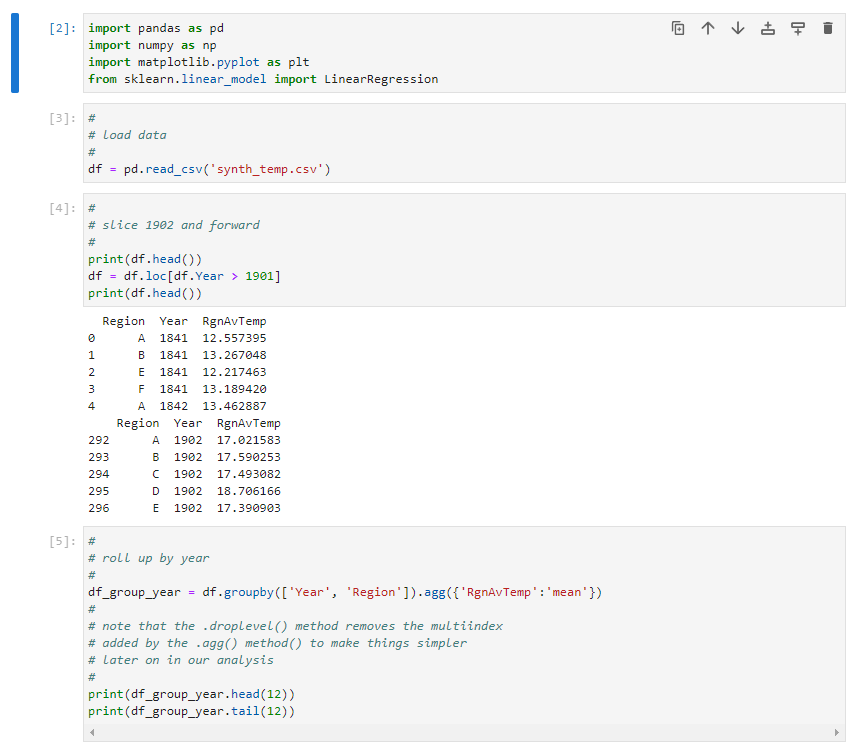 [2]: import pandas as pd
import numpy as np
import matplotlib.pyplot as plt
from sklearn.linear_model import LinearRegression
[3]: #
# load data
#
df = pd.read_csv('synth_temp.csv')
[4]: #
# slice 1902 and forward
#
print(df.head())
df = df.loc[df.Year > 1901]
print(df.head())
  Region  Year  RgnAvTemp
0      A  1841  12.557395
1      B  1841  13.267048
2      E  1841  12.217463
3      F  1841  13.189420
4      A  1842  13.462887
    Region  Year  RgnAvTemp
292      A  1902  17.021583
293      B  1902  17.590253
294      C  1902  17.493082
295      D  1902  18.706166
296      E  1902  17.390903
[5]: #
# roll up by year
#
df_group_year = df.groupby(['Year', 'Region']).agg({'RgnAvTemp':'mean'})
#
# note that the .droplevel() method removes the multiindex
# added by the .agg() method() to make things simpler
# later on in our analysis
#
print(df_group_year.head(12))
print(df_group_year.tail(12))